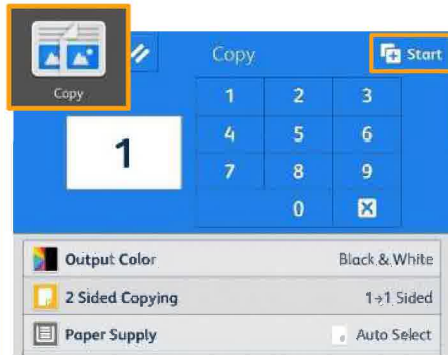 Copy
Start
Copy
1 2 3
1
4 5 6
7 8 9
0
Output Color Black & White
2 Sided Copying 1→1 Sided
Paper Supply Auto Select